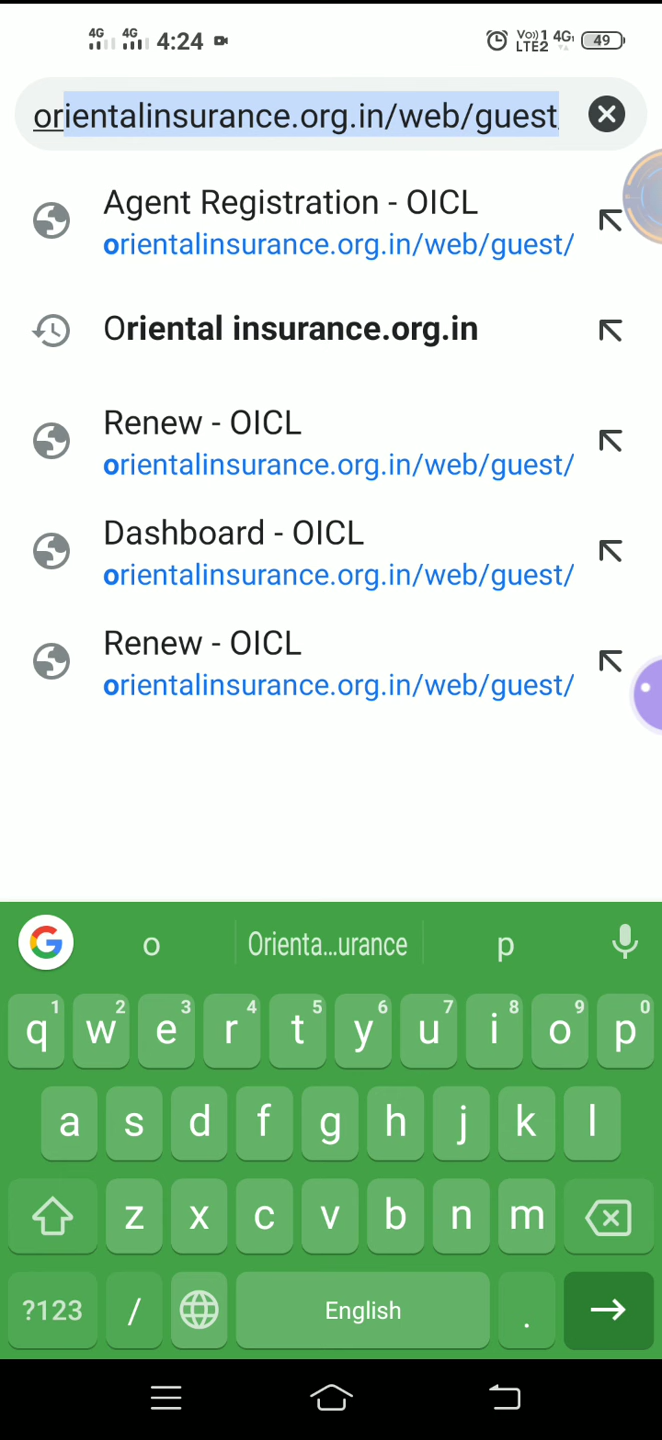 4G 4G 4:24 Vo)) 1 LTE2 4G 49
orientalinsurance.org.in/web/guest
Agent Registration - OICL
orientalinsurance.org.in/web/guest/
Oriental insurance.org.in
Renew - OICL
orientalinsurance.org.in/web/guest/
Dashboard - OICL
orientalinsurance.org.in/web/guest/
Renew - OICL
orientalinsurance.org.in/web/guest/
G o Orienta...urance p
q1 w2 e3 r4 t5 y6 u7 i8 o9 p0
a s d f g h j k l
z x c v b n m
?123 / English .